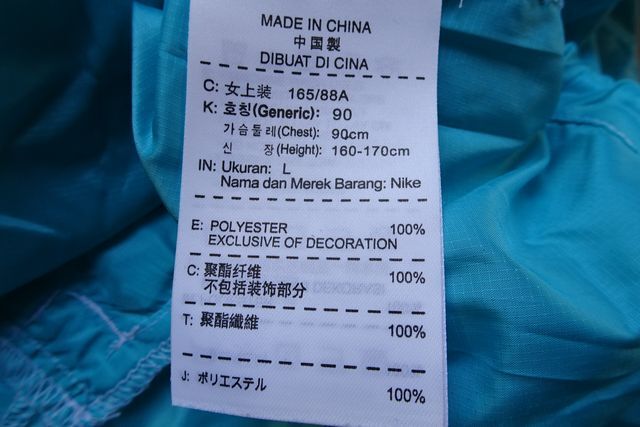 MADE IN CHINA
中国製
DIBUAT DI CINA
C: 女上装 165/88A
K: 호칭(Generic): 90
가슴둘레(Chest): 90cm
신 장(Height): 160-170cm
IN: Ukuran: L
Nama dan Merek Barang: Nike
E: POLYESTER 100%
EXCLUSIVE OF DECORATION
C: 聚酯纤维 100%
不包括装饰部分
T: 聚酯纖維 100%
J: ポリエステル 100%